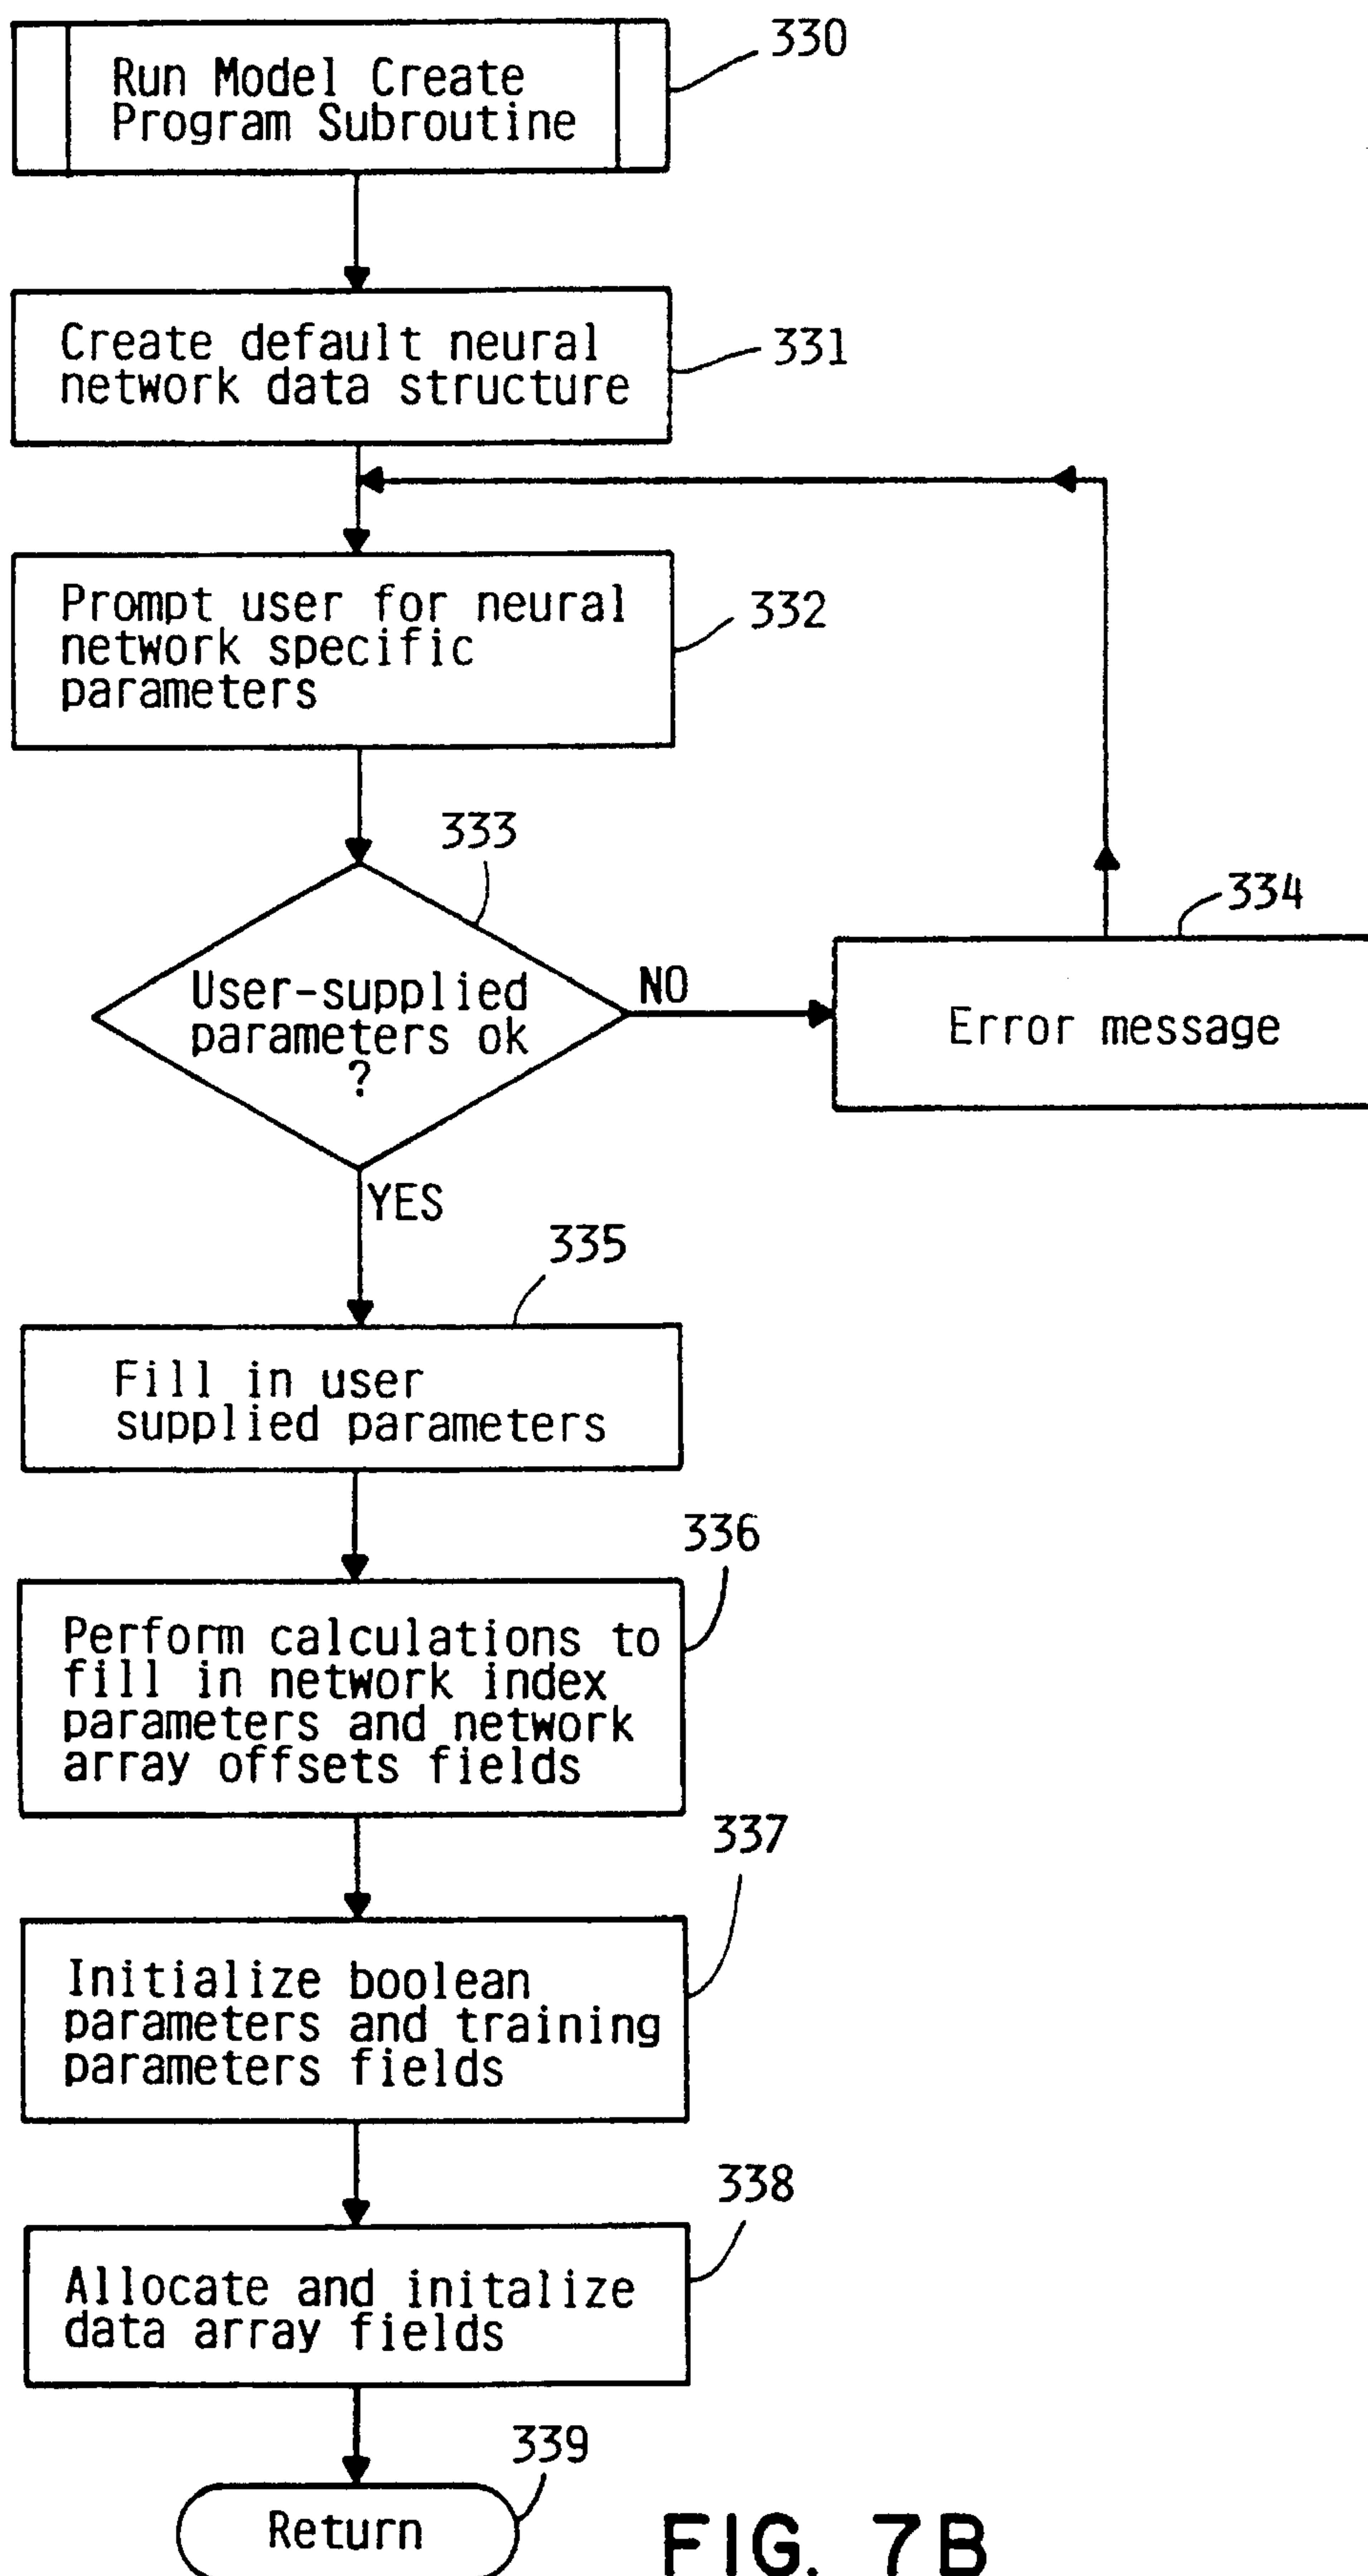 Run Model Create
Program Subroutine
330
Create default neural
network data structure
331
Prompt user for neural
network specific
parameters
332
333
User-supplied
parameters ok
?
NO
334
Error message
YES
335
Fill in user
supplied parameters
336
Perform calculations to
fill in network index
parameters and network
array offsets fields
337
Initialize boolean
parameters and training
parameters fields
338
Allocate and initalize
data array fields
339
Return
FIG. 7B